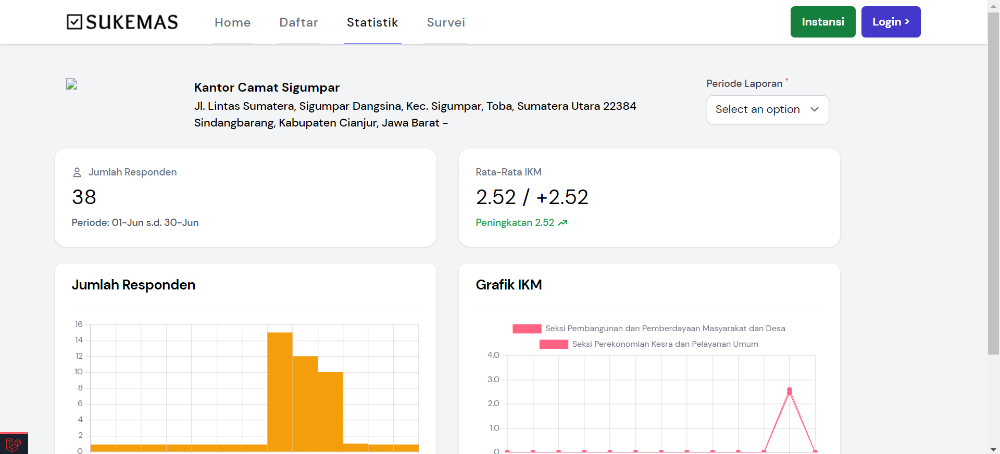 SUKEMAS
Home
Daftar
Statistik
Survei
Instansi
Login >
Kantor Camat Sigumpar
Jl. Lintas Sumatera, Sigumpar Dangsina, Kec. Sigumpar, Toba, Sumatera Utara 22384
Sindangbarang, Kabupaten Cianjur, Jawa Barat -
Periode Laporan *
Select an option
Jumlah Responden
38
Periode: 01-Jun s.d. 30-Jun
Rata-Rata IKM
2.52 / +2.52
Peningkatan 2.52
Jumlah Responden
16
14
12
10
8
6
4
2
0
Grafik IKM
Seksi Pembangunan dan Pemberdayaan Masyarakat dan Desa
Seksi Perekonomian Kesra dan Pelayanan Umum
4.0
3.0
2.0
1.0
0